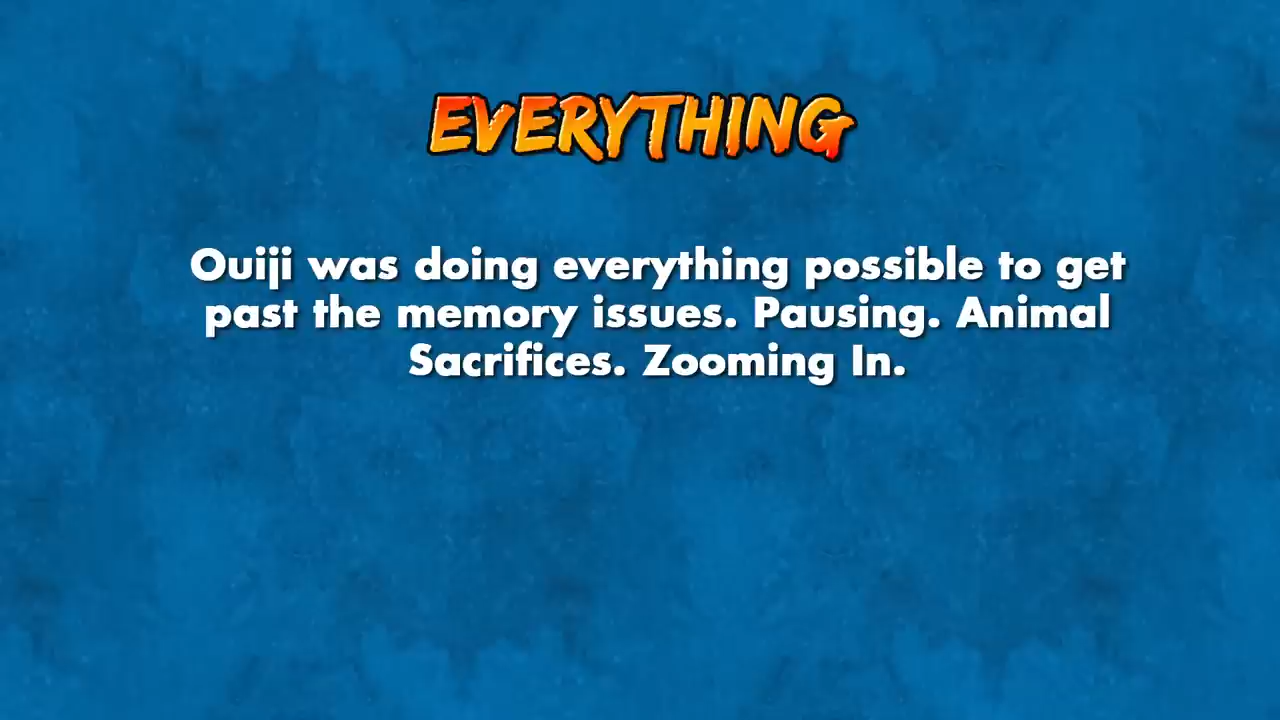 EVERYTHING
Ouiji was doing everything possible to get
past the memory issues. Pausing. Animal
Sacrifices. Zooming In.